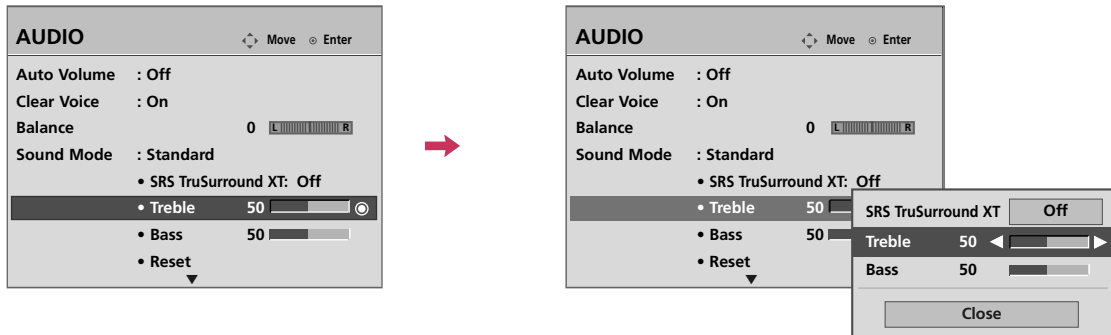 AUDIO Move Enter
Auto Volume : Off
Clear Voice : On
Balance 0 L R
Sound Mode : Standard
• SRS TruSurround XT: Off
• Treble 50
• Bass 50
• Reset
AUDIO Move Enter
Auto Volume : Off
Clear Voice : On
Balance 0 L R
Sound Mode : Standard
• SRS TruSurround XT: Off
• Treble 50
• Bass 50
• Reset
SRS TruSurround XT Off
Treble 50
Bass 50
Close